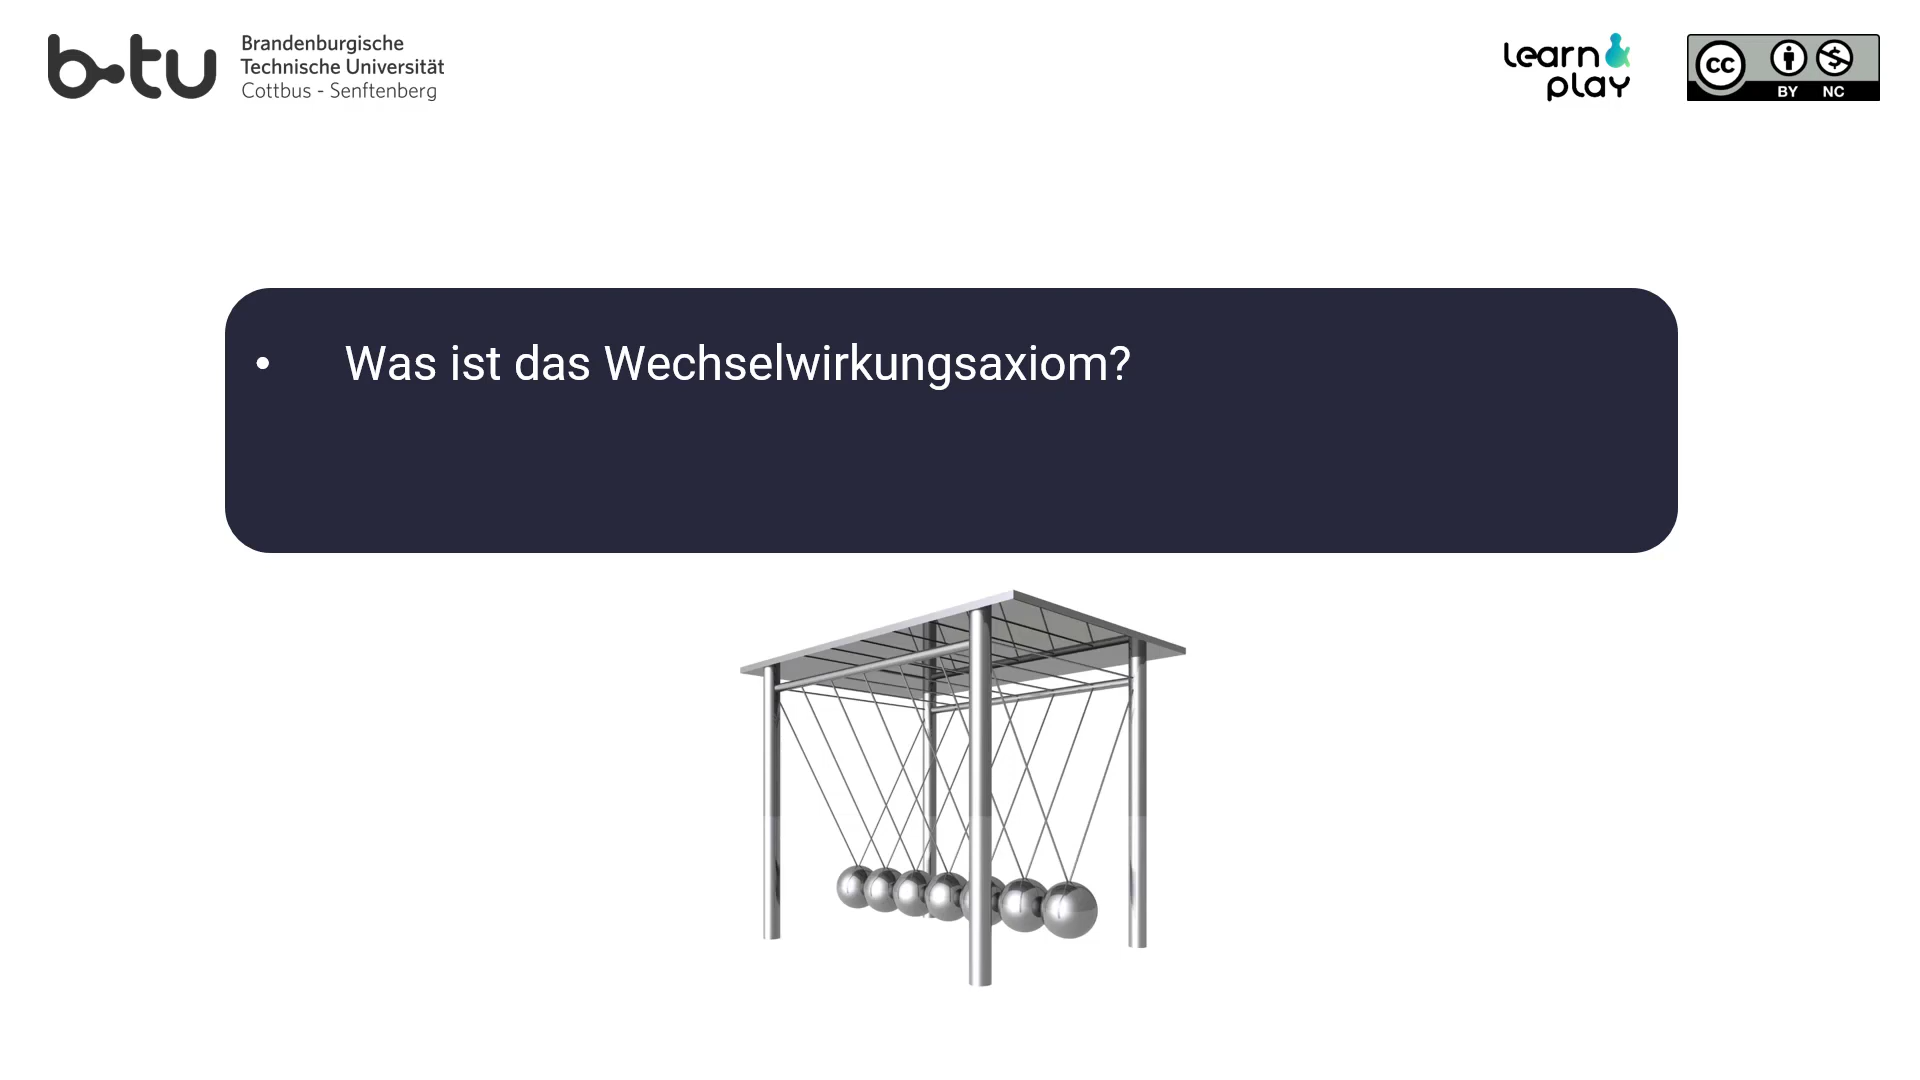 b-tu
Brandenburgische
Technische Universität
Cottbus - Senftenberg
Learn
play
CC
BY NC
• Was ist das Wechselwirkungsaxiom?